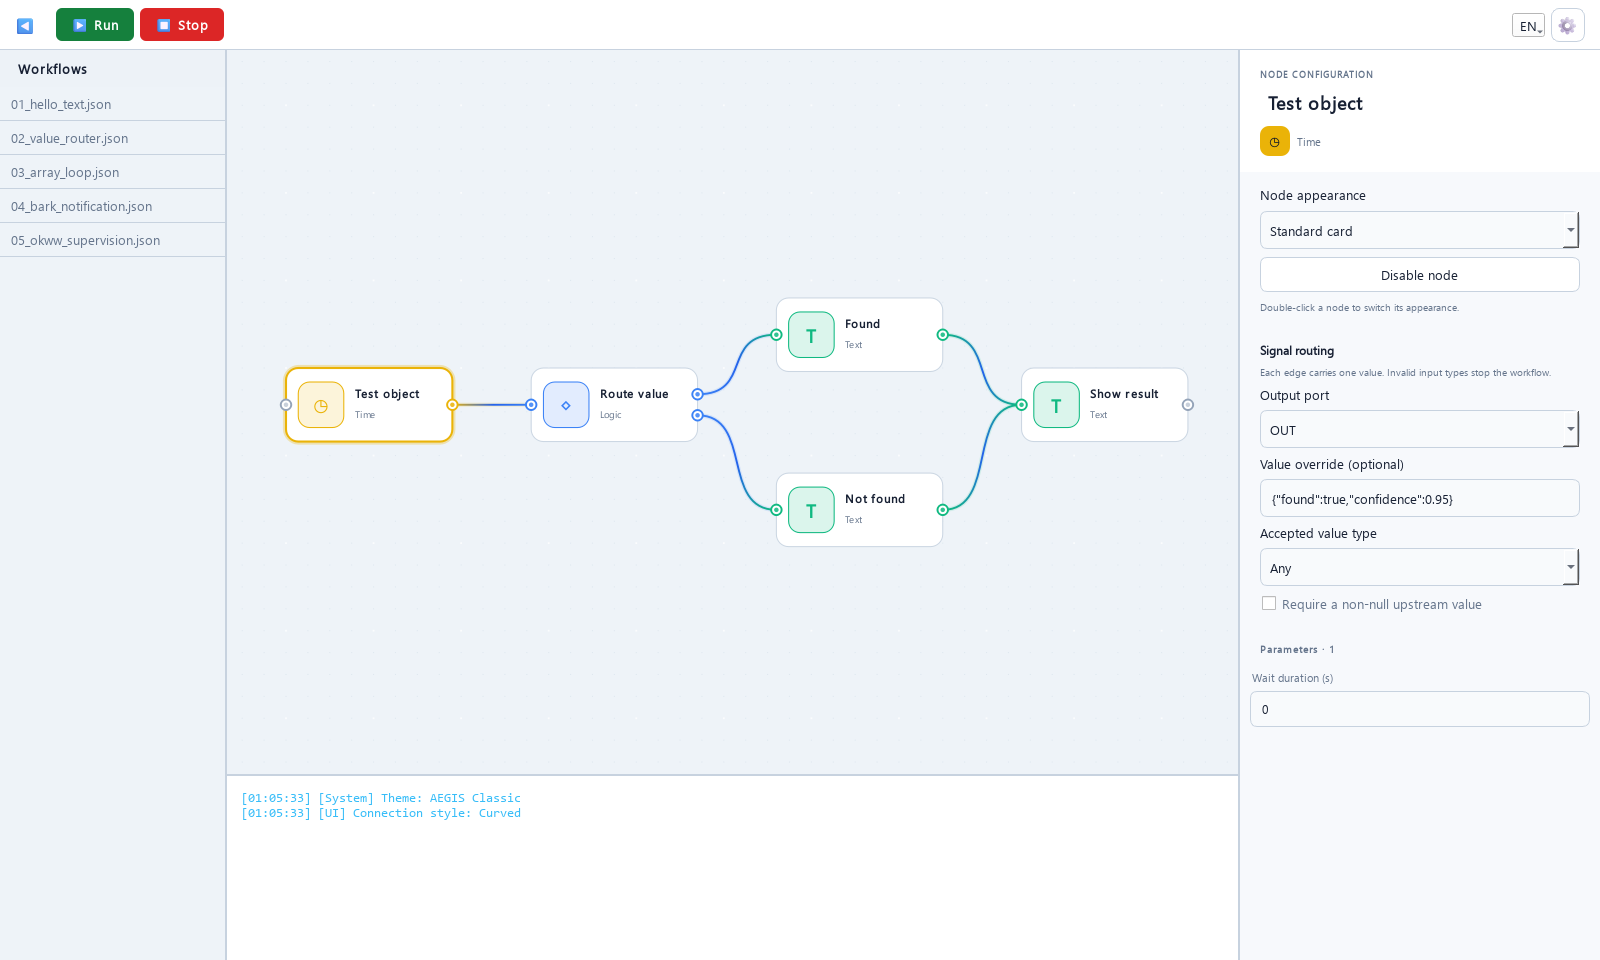 Run
Stop
EN
Workflows
01_hello_text.json
02_value_router.json
03_array_loop.json
04_bark_notification.json
05_okww_supervision.json
Test object
Time
Route value
Logic
T
Found
Text
T
Not found
Text
T
Show result
Text
[01:05:33] [System] Theme: AEGIS Classic
[01:05:33] [UI] Connection style: Curved
NODE CONFIGURATION
Test object
Time
Node appearance
Standard card
Disable node
Double-click a node to switch its appearance.
Signal routing
Each edge carries one value. Invalid input types stop the workflow.
Output port
OUT
Value override (optional)
{"found":true,"confidence":0.95}
Accepted value type
Any
Require a non-null upstream value
Parameters · 1
Wait duration (s)
0